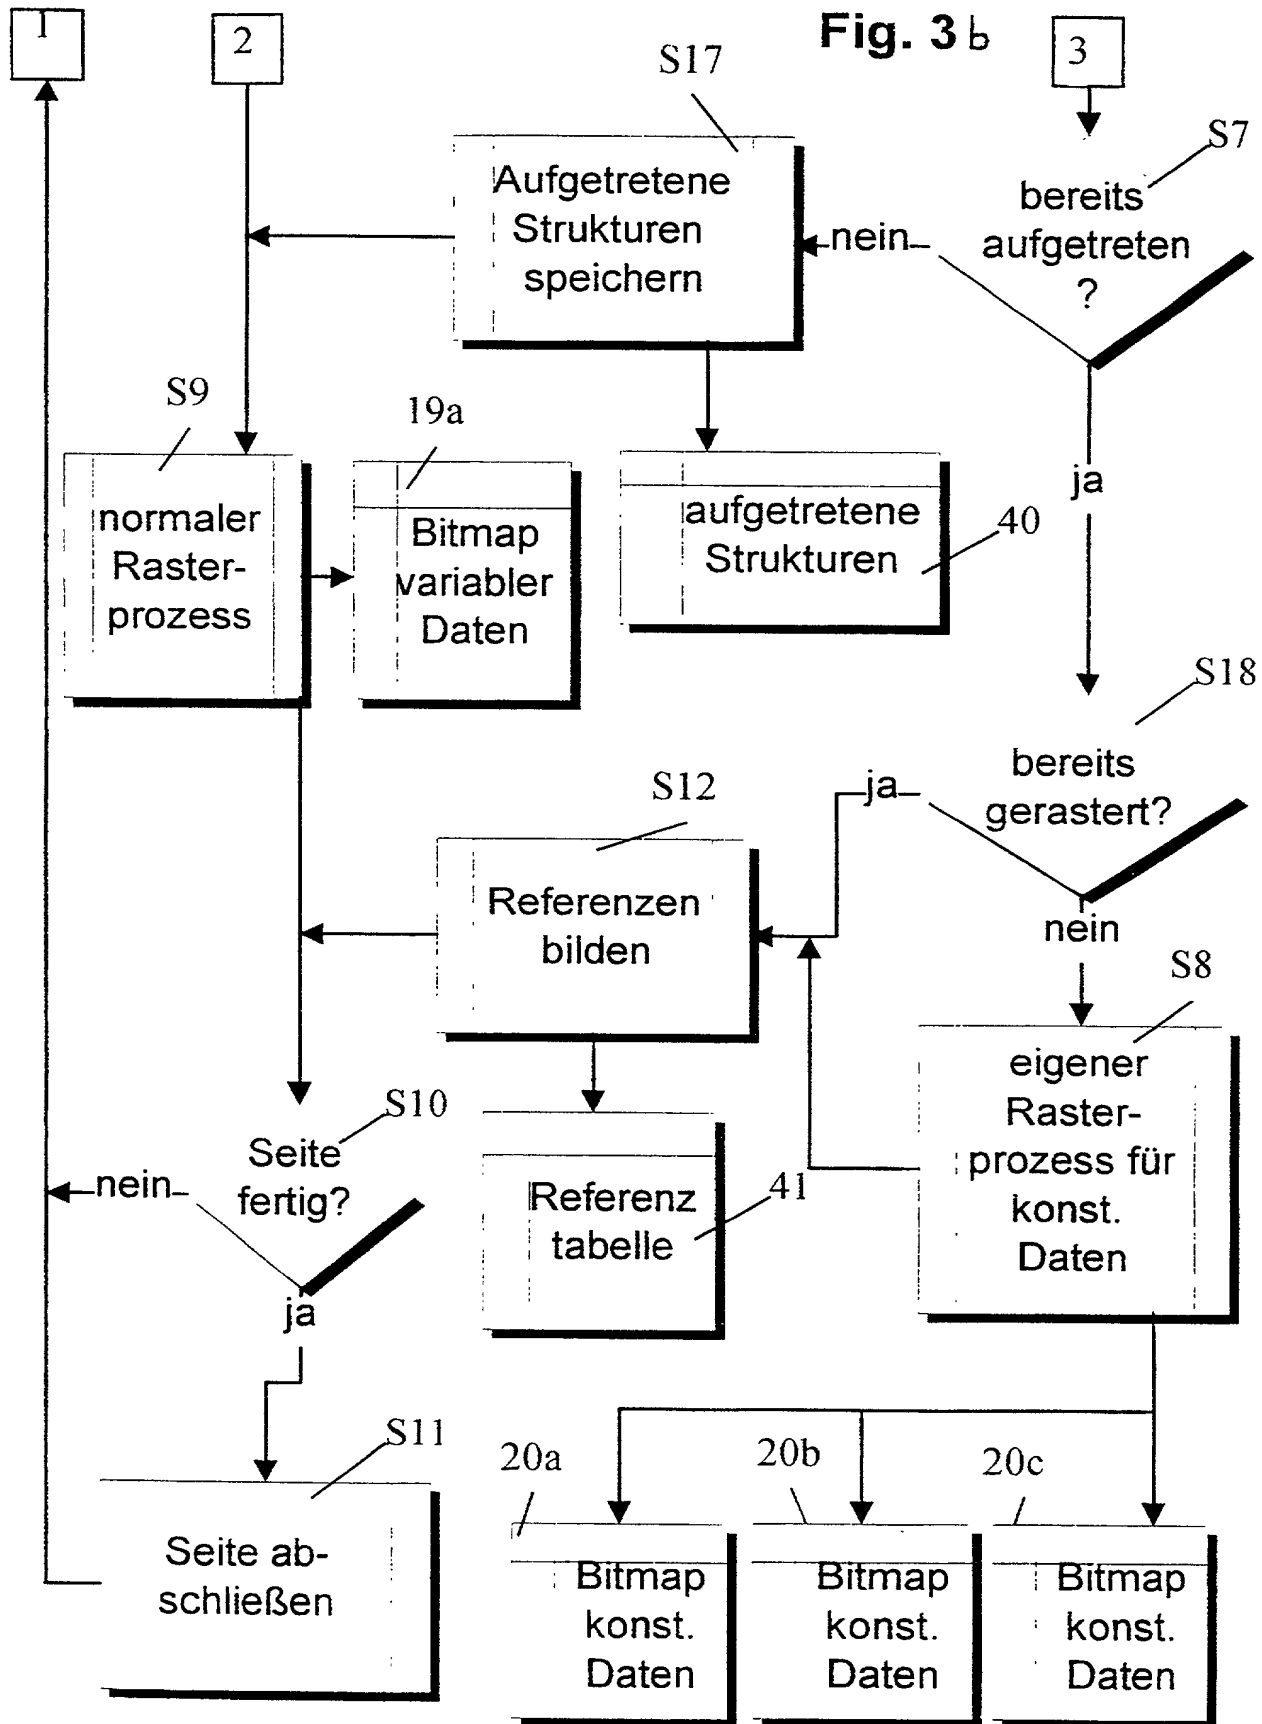 1
2
Fig. 3b
3
S17
S7
Aufgetretene
Strukturen
speichern
nein
bereits
aufgetreten
?
S9
19a
ja
normaler
Raster-
prozess
Bitmap
variabler
Daten
aufgetretene
Strukturen
40
S18
bereits
gerastert?
ja
S12
Referenzen
bilden
nein
S8
eigener
Raster-
prozess für
konst.
Daten
S10
Seite
fertig?
nein
Referenz
tabelle
41
ja
S11
Seite ab-
schließen
20a
20b
20c
Bitmap
konst.
Daten
Bitmap
konst.
Daten
Bitmap
konst.
Daten